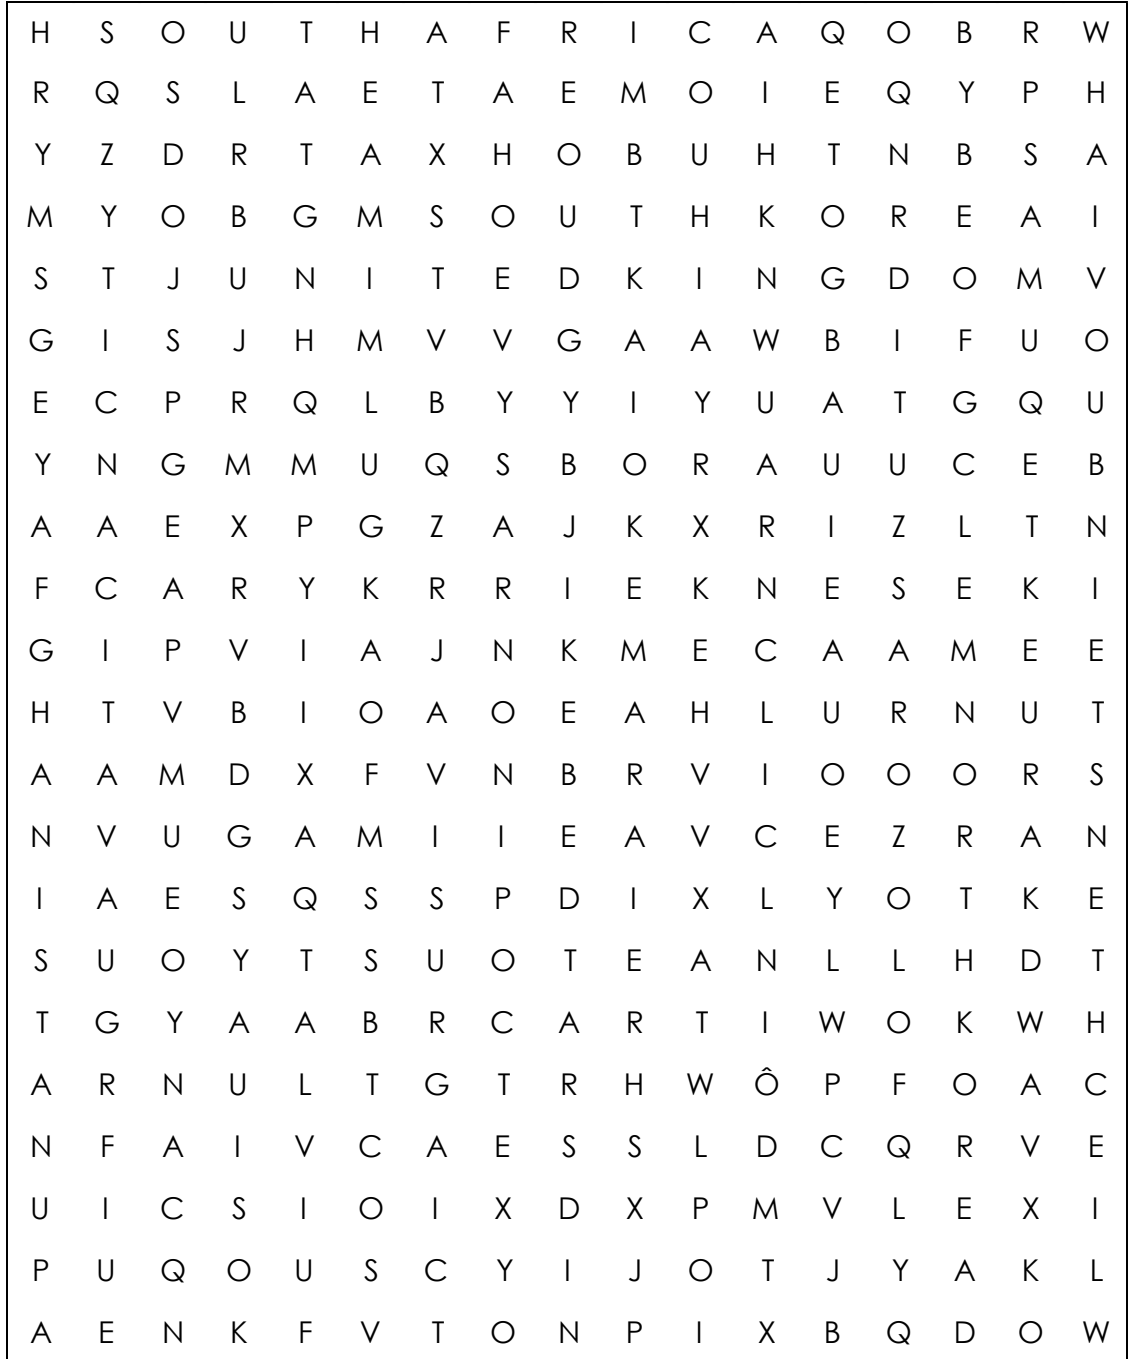 H S O U T H A F R I C A Q O B R W
R Q S L A E T A E M O I E Q Y P H
Y Z D R T A X H O B U H T N B S A
M Y O B G M S O U T H K O R E A I
S T J U N I T E D K I N G D O M V
G I S J H M V V G A A W B I F U O
E C P R Q L B Y Y I Y U A T G Q U
Y N G M M U Q S B O R A U U C E B
A A E X P G Z A J K X R I Z L T N
F C A R Y K R R I E K N E S E K I
G I P V I A J N K M E C A A M E E
H T V B I O A O E A H L U R N U T
A A M D X F V N B R V I O O O R S
N V U G A M I I E A V C E Z R A N
I A E S Q S S P D I X L Y O T K E
S U O Y T S U O T E A N L L H D T
T G Y A A B R C A R T I W O K W H
A R N U L T G T R H W Ô P F O A C
N F A I V C A E S S L D C Q R V E
U I C S I O I X D X P M V L E X I
P U Q O U S C Y I J O T J Y A K L
A E N K F V T O N P I X B Q D O W